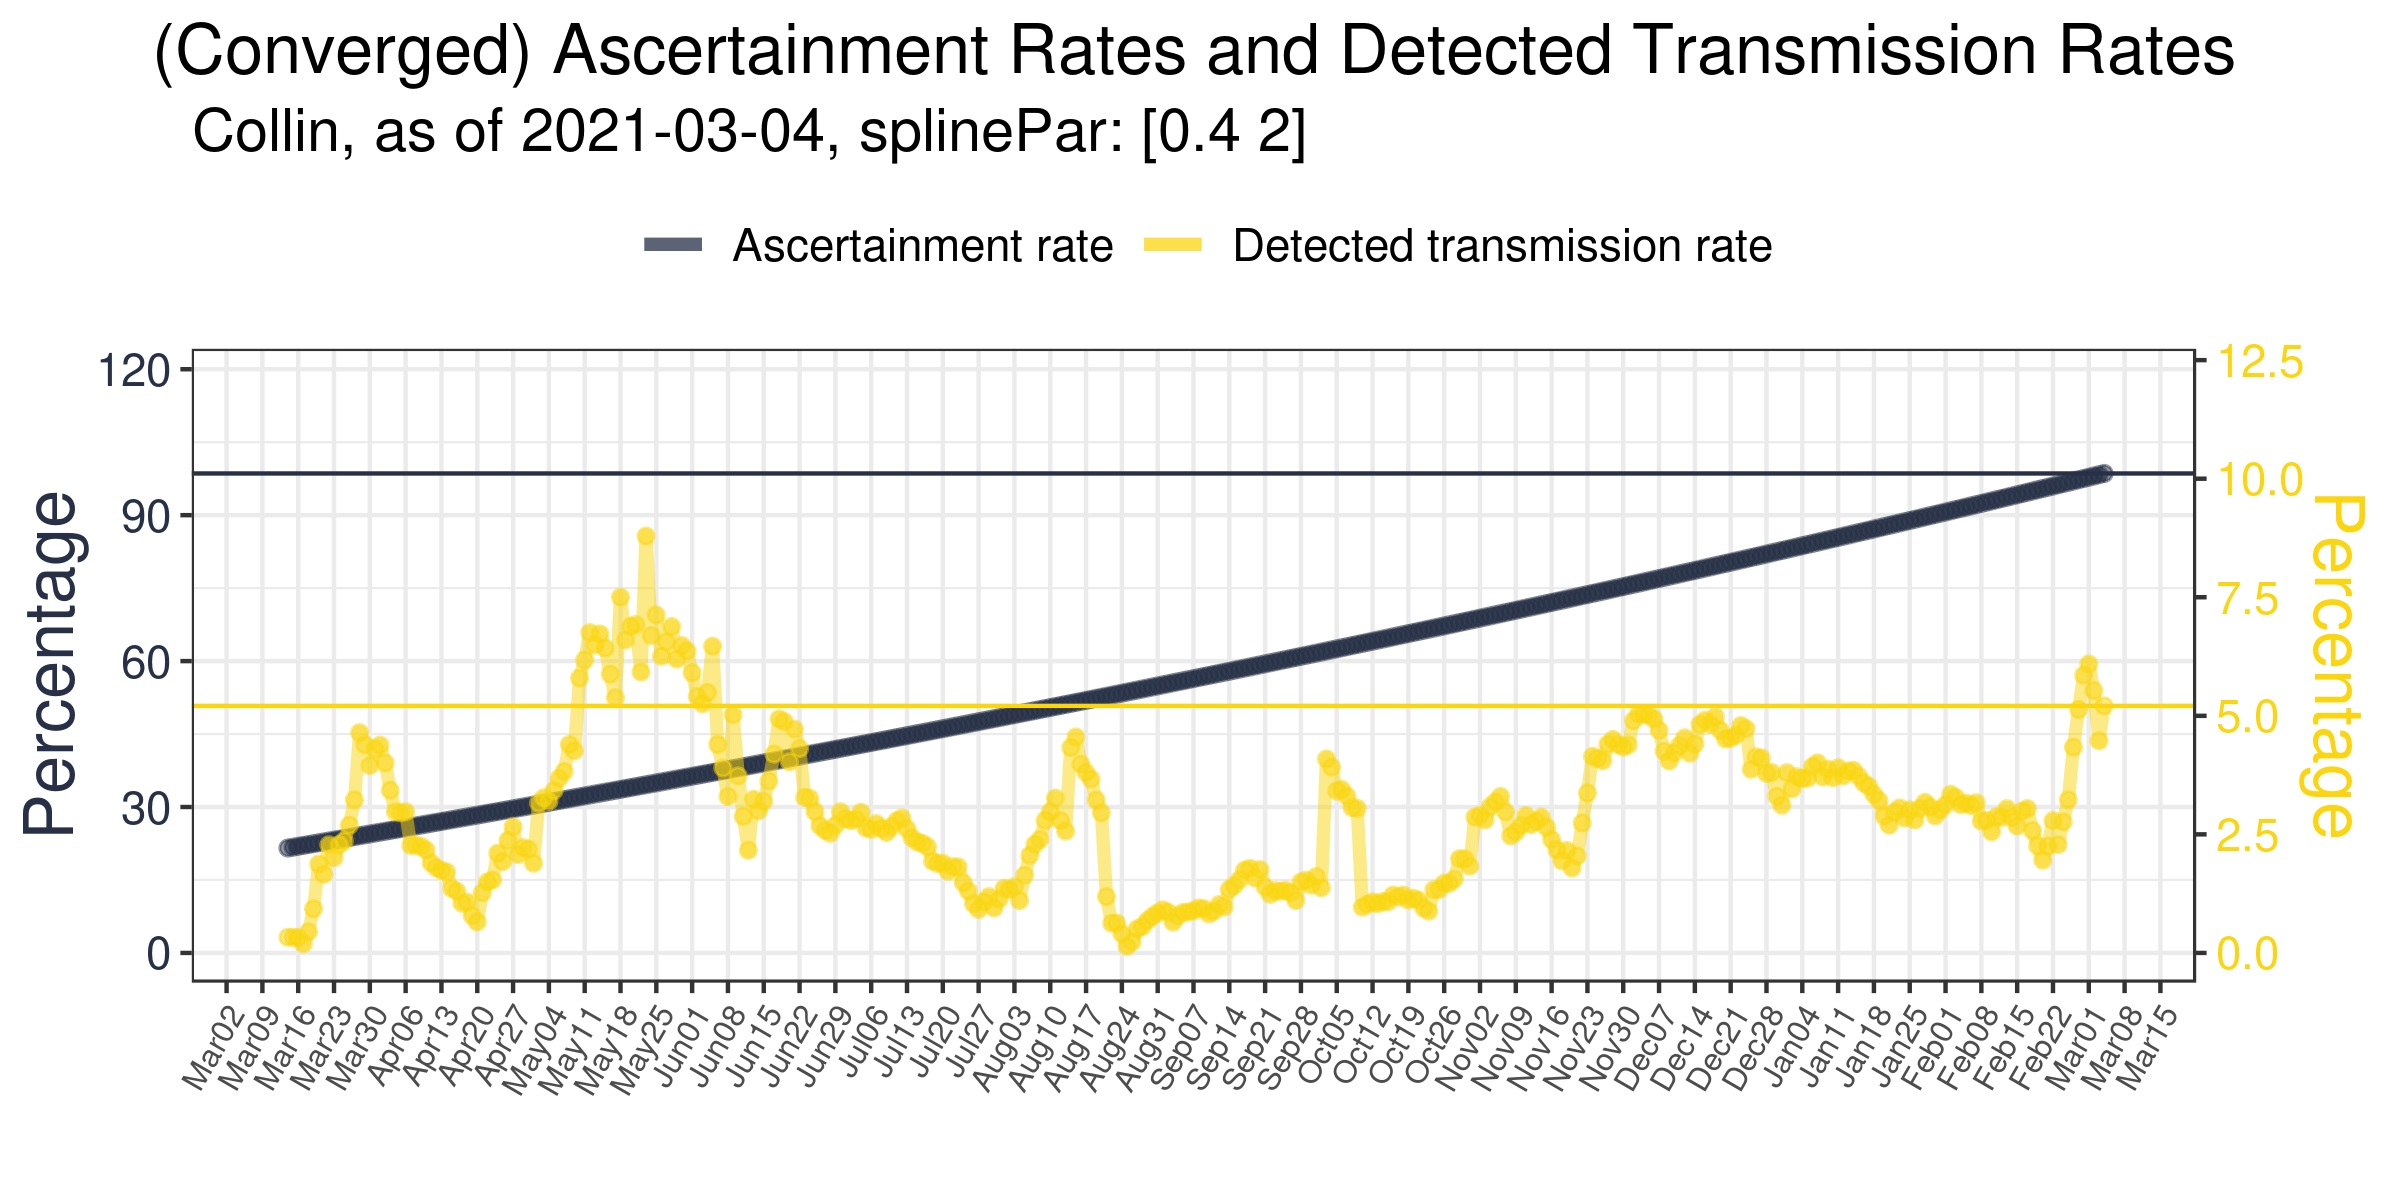 (Converged) Ascertainment Rates and Detected Transmission Rates
Collin, as of 2021-03-04, splinePar: [0.4 2]
Ascertainment rate
Detected transmission rate
Percentage
120
90
60
30
0
12.5
10.0
7.5
5.0
2.5
0.0
Percentage
Mar02
Mar09
Mar16
Mar23
Mar30
Apr06
Apr13
Apr20
Apr27
May04
May11
May18
May25
Jun01
Jun08
Jun15
Jun22
Jun29
Jul06
Jul13
Jul20
Jul27
Aug03
Aug10
Aug17
Aug24
Aug31
Sep07
Sep14
Sep21
Sep28
Oct05
Oct12
Oct19
Oct26
Nov02
Nov09
Nov16
Nov23
Nov30
Dec07
Dec14
Dec21
Dec28
Jan04
Jan11
Jan18
Jan25
Feb01
Feb08
Feb15
Feb22
Mar01
Mar08
Mar15